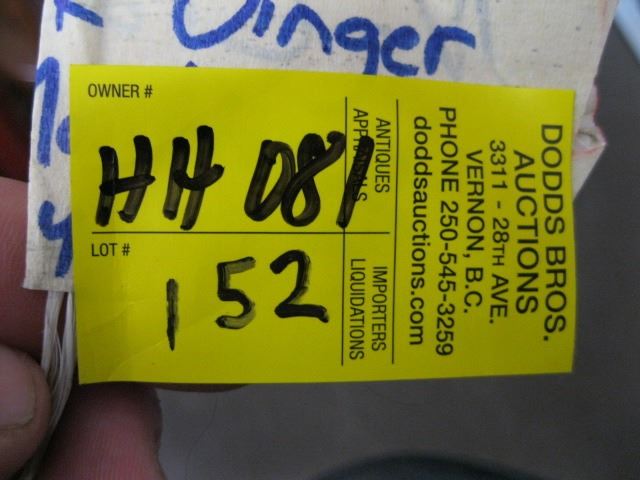 Singer
OWNER #
HH 081
LOT #
152
ANTIQUES
APPRAISALS
IMPORTERS
LIQUIDATIONS
DODDS BROS.
AUCTIONS
3311 - 28TH AVE.
VERNON, B.C.
PHONE 250-545-3259
doddsauctions.com